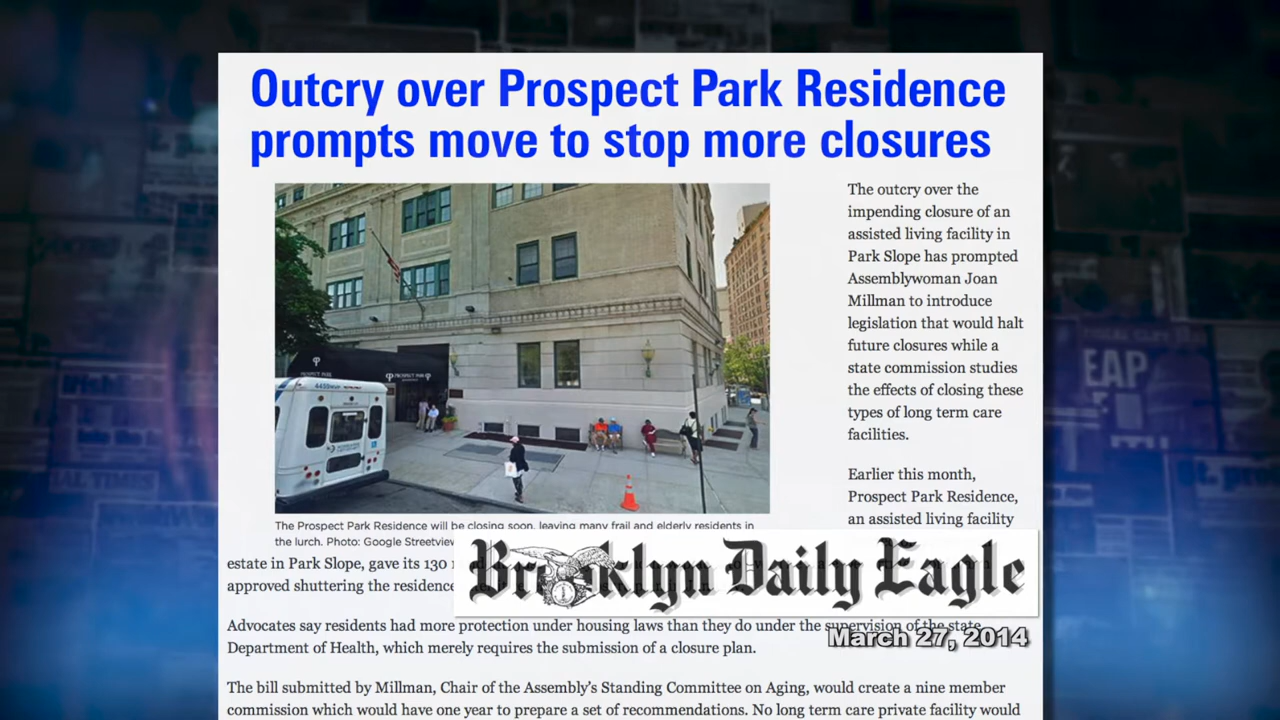 Outcry over Prospect Park Residence
prompts move to stop more closures
The outcry over the
impending closure of an
assisted living facility in
Park Slope has prompted
Assemblywoman Joan
Millman to introduce
legislation that would halt
future closures while a
state commission studies
the effects of closing these
types of long term care
facilities.
Earlier this month,
Prospect Park Residence,
an assisted living facility
PROSPECT PARK
The Prospect Park Residence will be closing soon, leaving many frail and elderly residents in
the lurch. Photo: Google Streetview
estate in Park Slope, gave its 130
approved shuttering the residence
Brooklyn Daily Eagle
March 27, 2014
Advocates say residents had more protection under housing laws than they do under the supervision of the state
Department of Health, which merely requires the submission of a closure plan.
The bill submitted by Millman, Chair of the Assembly's Standing Committee on Aging, would create a nine member
commission which would have one year to prepare a set of recommendations. No long term care private facility would
EAP